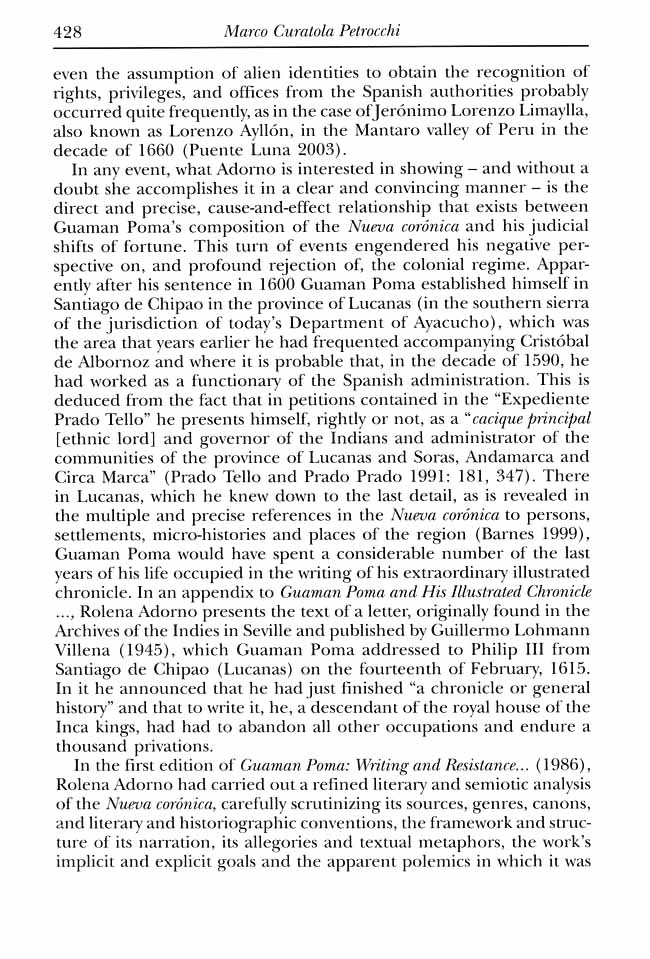 428 Marco Curatola Petrocchi
even the assumption of alien identities to obtain the recognition of
rights, privileges, and offices from the Spanish authorities probably
occurred quite frequently, as in the case of Jerónimo Lorenzo Limaylla,
also known as Lorenzo Ayllón, in the Mantaro valley of Peru in the
decade of 1660 (Puente Luna 2003).
In any event, what Adorno is interested in showing – and without a
doubt she accomplishes it in a clear and convincing manner – is the
direct and precise, cause-and-effect relationship that exists between
Guaman Poma's composition of the Nueva corónica and his judicial
shifts of fortune. This turn of events engendered his negative per-
spective on, and profound rejection of, the colonial regime. Appar-
ently after his sentence in 1600 Guaman Poma established himself in
Santiago de Chipao in the province of Lucanas (in the southern sierra
of the jurisdiction of today's Department of Ayacucho), which was
the area that years earlier he had frequented accompanying Cristóbal
de Albornoz and where it is probable that, in the decade of 1590, he
had worked as a functionary of the Spanish administration. This is
deduced from the fact that in petitions contained in the “Expediente
Prado Tello” he presents himself, rightly or not, as a “cacique principal
[ethnic lord] and governor of the Indians and administrator of the
communities of the province of Lucanas and Soras, Andamarca and
Circa Marca” (Prado Tello and Prado Prado 1991: 181, 347). There
in Lucanas, which he knew down to the last detail, as is revealed in
the multiple and precise references in the Nueva corónica to persons,
settlements, micro-histories and places of the region (Barnes 1999),
Guaman Poma would have spent a considerable number of the last
years of his life occupied in the writing of his extraordinary illustrated
chronicle. In an appendix to Guaman Poma and His Illustrated Chronicle
..., Rolena Adorno presents the text of a letter, originally found in the
Archives of the Indies in Seville and published by Guillermo Lohmann
Villena (1945), which Guaman Poma addressed to Philip III from
Santiago de Chipao (Lucanas) on the fourteenth of February, 1615.
In it he announced that he had just finished “a chronicle or general
history” and that to write it, he, a descendant of the royal house of the
Inca kings, had had to abandon all other occupations and endure a
thousand privations.
In the first edition of Guaman Poma: Writing and Resistance... (1986),
Rolena Adorno had carried out a refined literary and semiotic analysis
of the Nueva corónica, carefully scrutinizing its sources, genres, canons,
and literary and historiographic conventions, the framework and struc-
ture of its narration, its allegories and textual metaphors, the work's
implicit and explicit goals and the apparent polemics in which it was